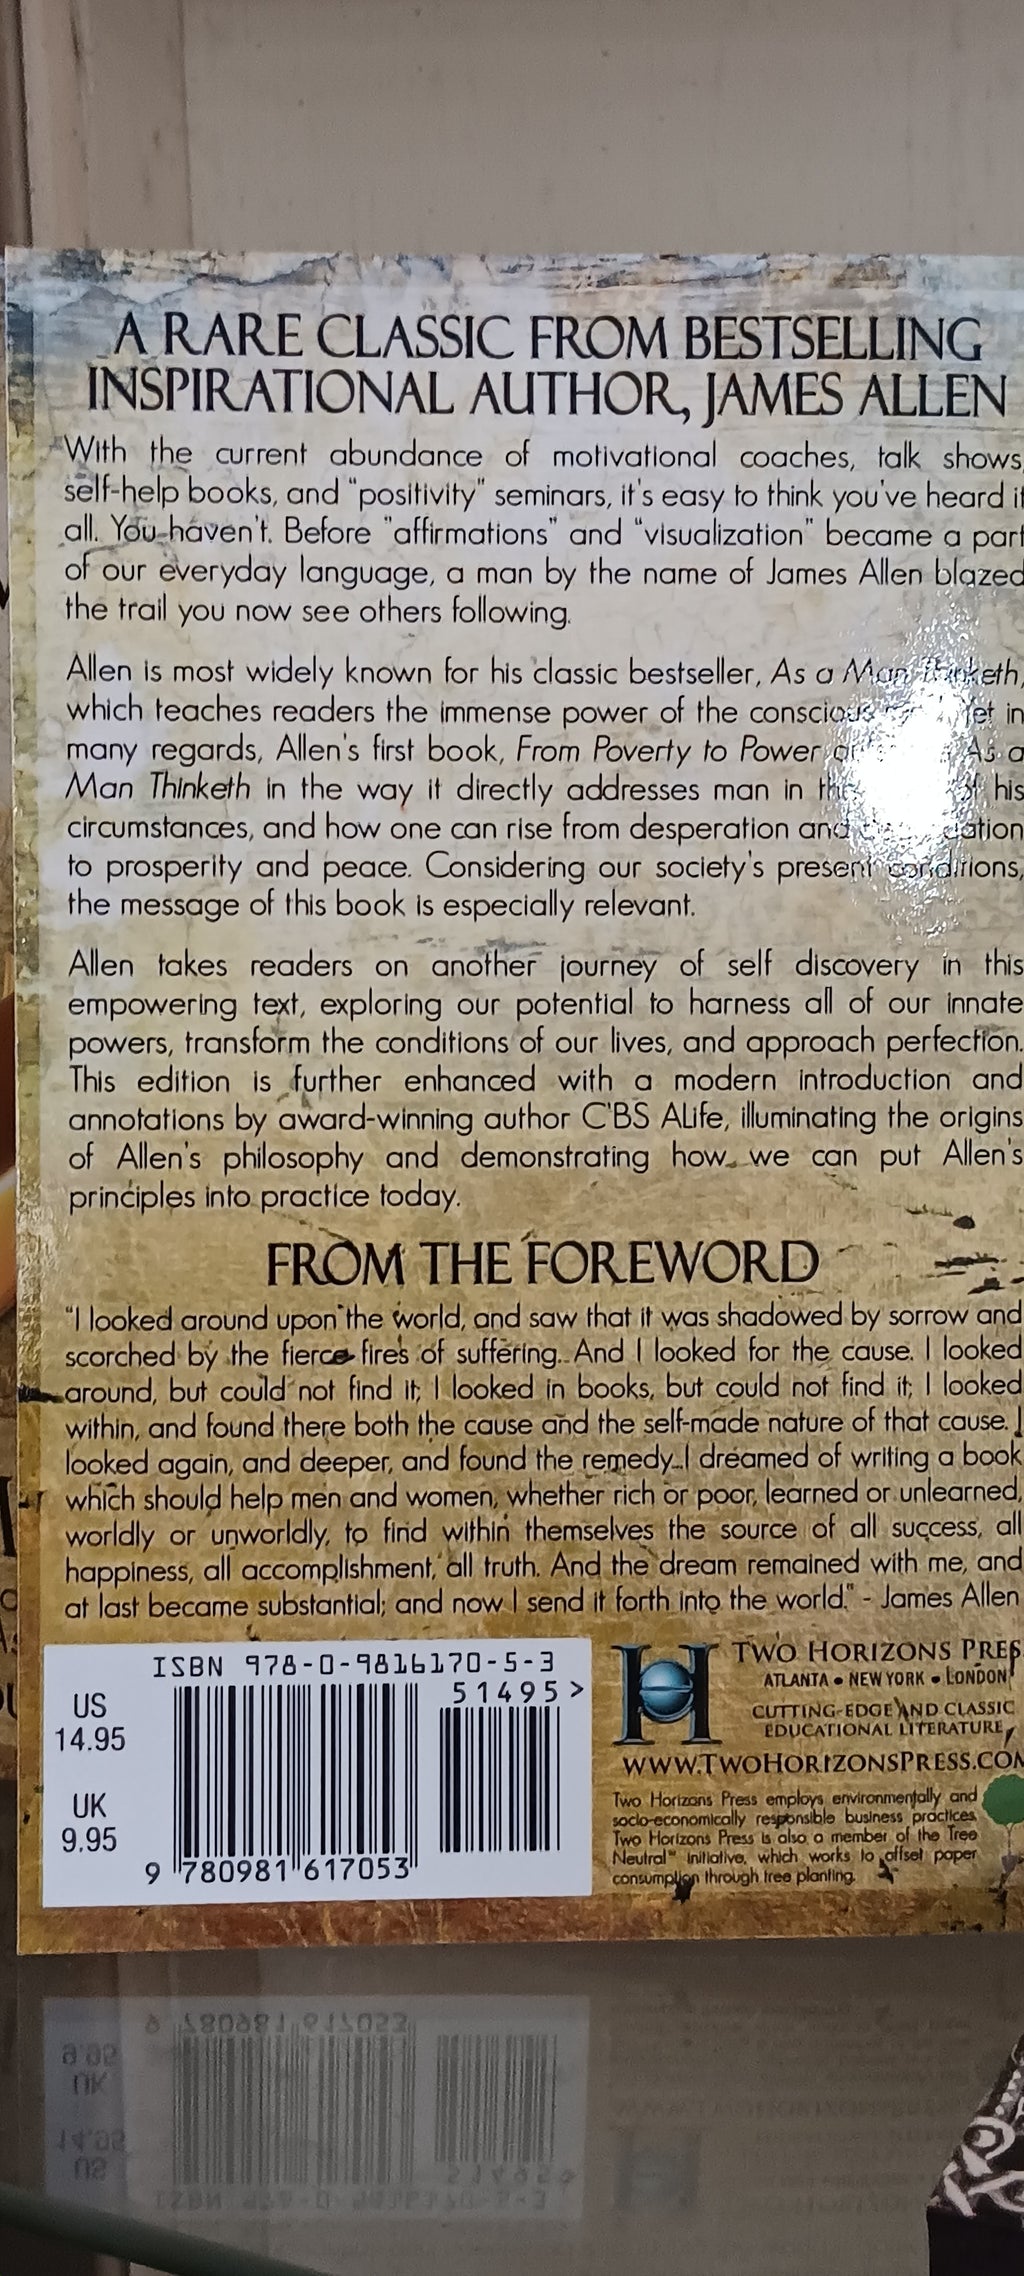 A RARE CLASSIC FROM BESTSELLING
INSPIRATIONAL AUTHOR, JAMES ALLEN
With the current abundance of motivational coaches, talk shows,
self-help books, and "positivity" seminars, it's easy to think you've heard it
all. You haven't. Before "affirmations" and "visualization" became a part
of our everyday language, a man by the name of James Allen blazed
the trail you now see others following.
Allen is most widely known for his classic bestseller, As a Man Thinketh,
which teaches readers the immense power of the conscious Yet in
many regards, Allen's first book, From Poverty to Power As a
Man Thinketh in the way it directly addresses man in his
circumstances, and how one can rise from desperation and
to prosperity and peace. Considering our society's present conditions,
the message of this book is especially relevant.
Allen takes readers on another journey of self discovery in this
empowering text, exploring our potential to harness all of our innate
powers, transform the conditions of our lives, and approach perfection.
This edition is further enhanced with a modern introduction and
annotations by award-winning author C'BS ALife, illuminating the origins
of Allen's philosophy and demonstrating how we can put Allen's
principles into practice today.
FROM THE FOREWORD
"I looked around upon the world, and saw that it was shadowed by sorrow and
scorched by the fierce fires of suffering. And I looked for the cause. I looked
around, but could not find it; I looked in books, but could not find it; I looked
within, and found there both the cause and the self-made nature of that cause. I
looked again, and deeper, and found the remedy...I dreamed of writing a book
which should help men and women, whether rich or poor, learned or unlearned,
worldly or unworldly, to find within themselves the source of all success, all
happiness, all accomplishment, all truth. And the dream remained with me, and
at last became substantial; and now I send it forth into the world." - James Allen
ISBN 978-0-9816170-5-3
51495>
US
14.95
UK
9.95
9 780981 617053
H
TWO HORIZONS PRES
ATLANTA • NEW YORK • LONDON
CUTTING-EDGE AND CLASSIC
EDUCATIONAL LITERATURE
WWW.TWOHORIZONSPRESS.COM
Two Horizons Press employs environmentally and
socio-economically responsible business practices.
Two Horizons Press is also a member of the Tree
Neutral™ Initiative, which works to offset paper
consumption through tree planting.